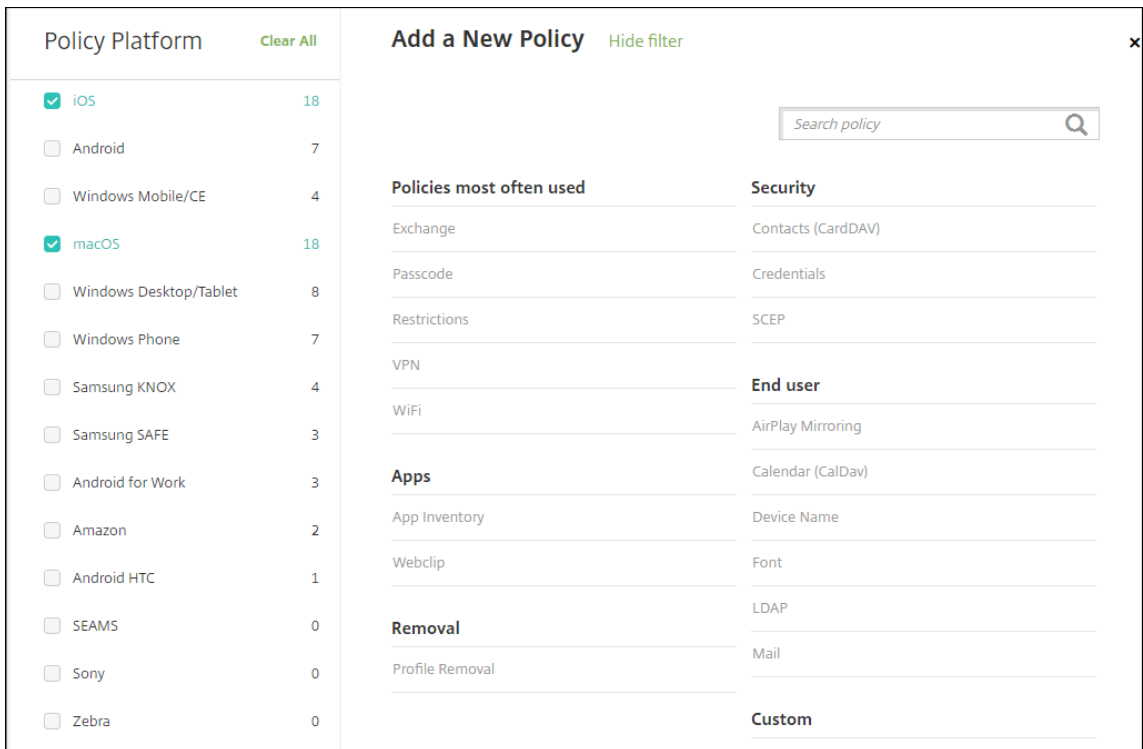 Policy Platform
Clear All
iOS 18
Android 7
Windows Mobile/CE 4
macOS 18
Windows Desktop/Tablet 8
Windows Phone 7
Samsung KNOX 4
Samsung SAFE 3
Android for Work 3
Amazon 2
Android HTC 1
SEAMS 0
Sony 0
Zebra 0
Add a New Policy
Hide filter
×
Search policy
Policies most often used
Exchange
Passcode
Restrictions
VPN
WiFi
Apps
App Inventory
Webclip
Removal
Profile Removal
Security
Contacts (CardDAV)
Credentials
SCEP
End user
AirPlay Mirroring
Calendar (CalDav)
Device Name
Font
LDAP
Mail
Custom